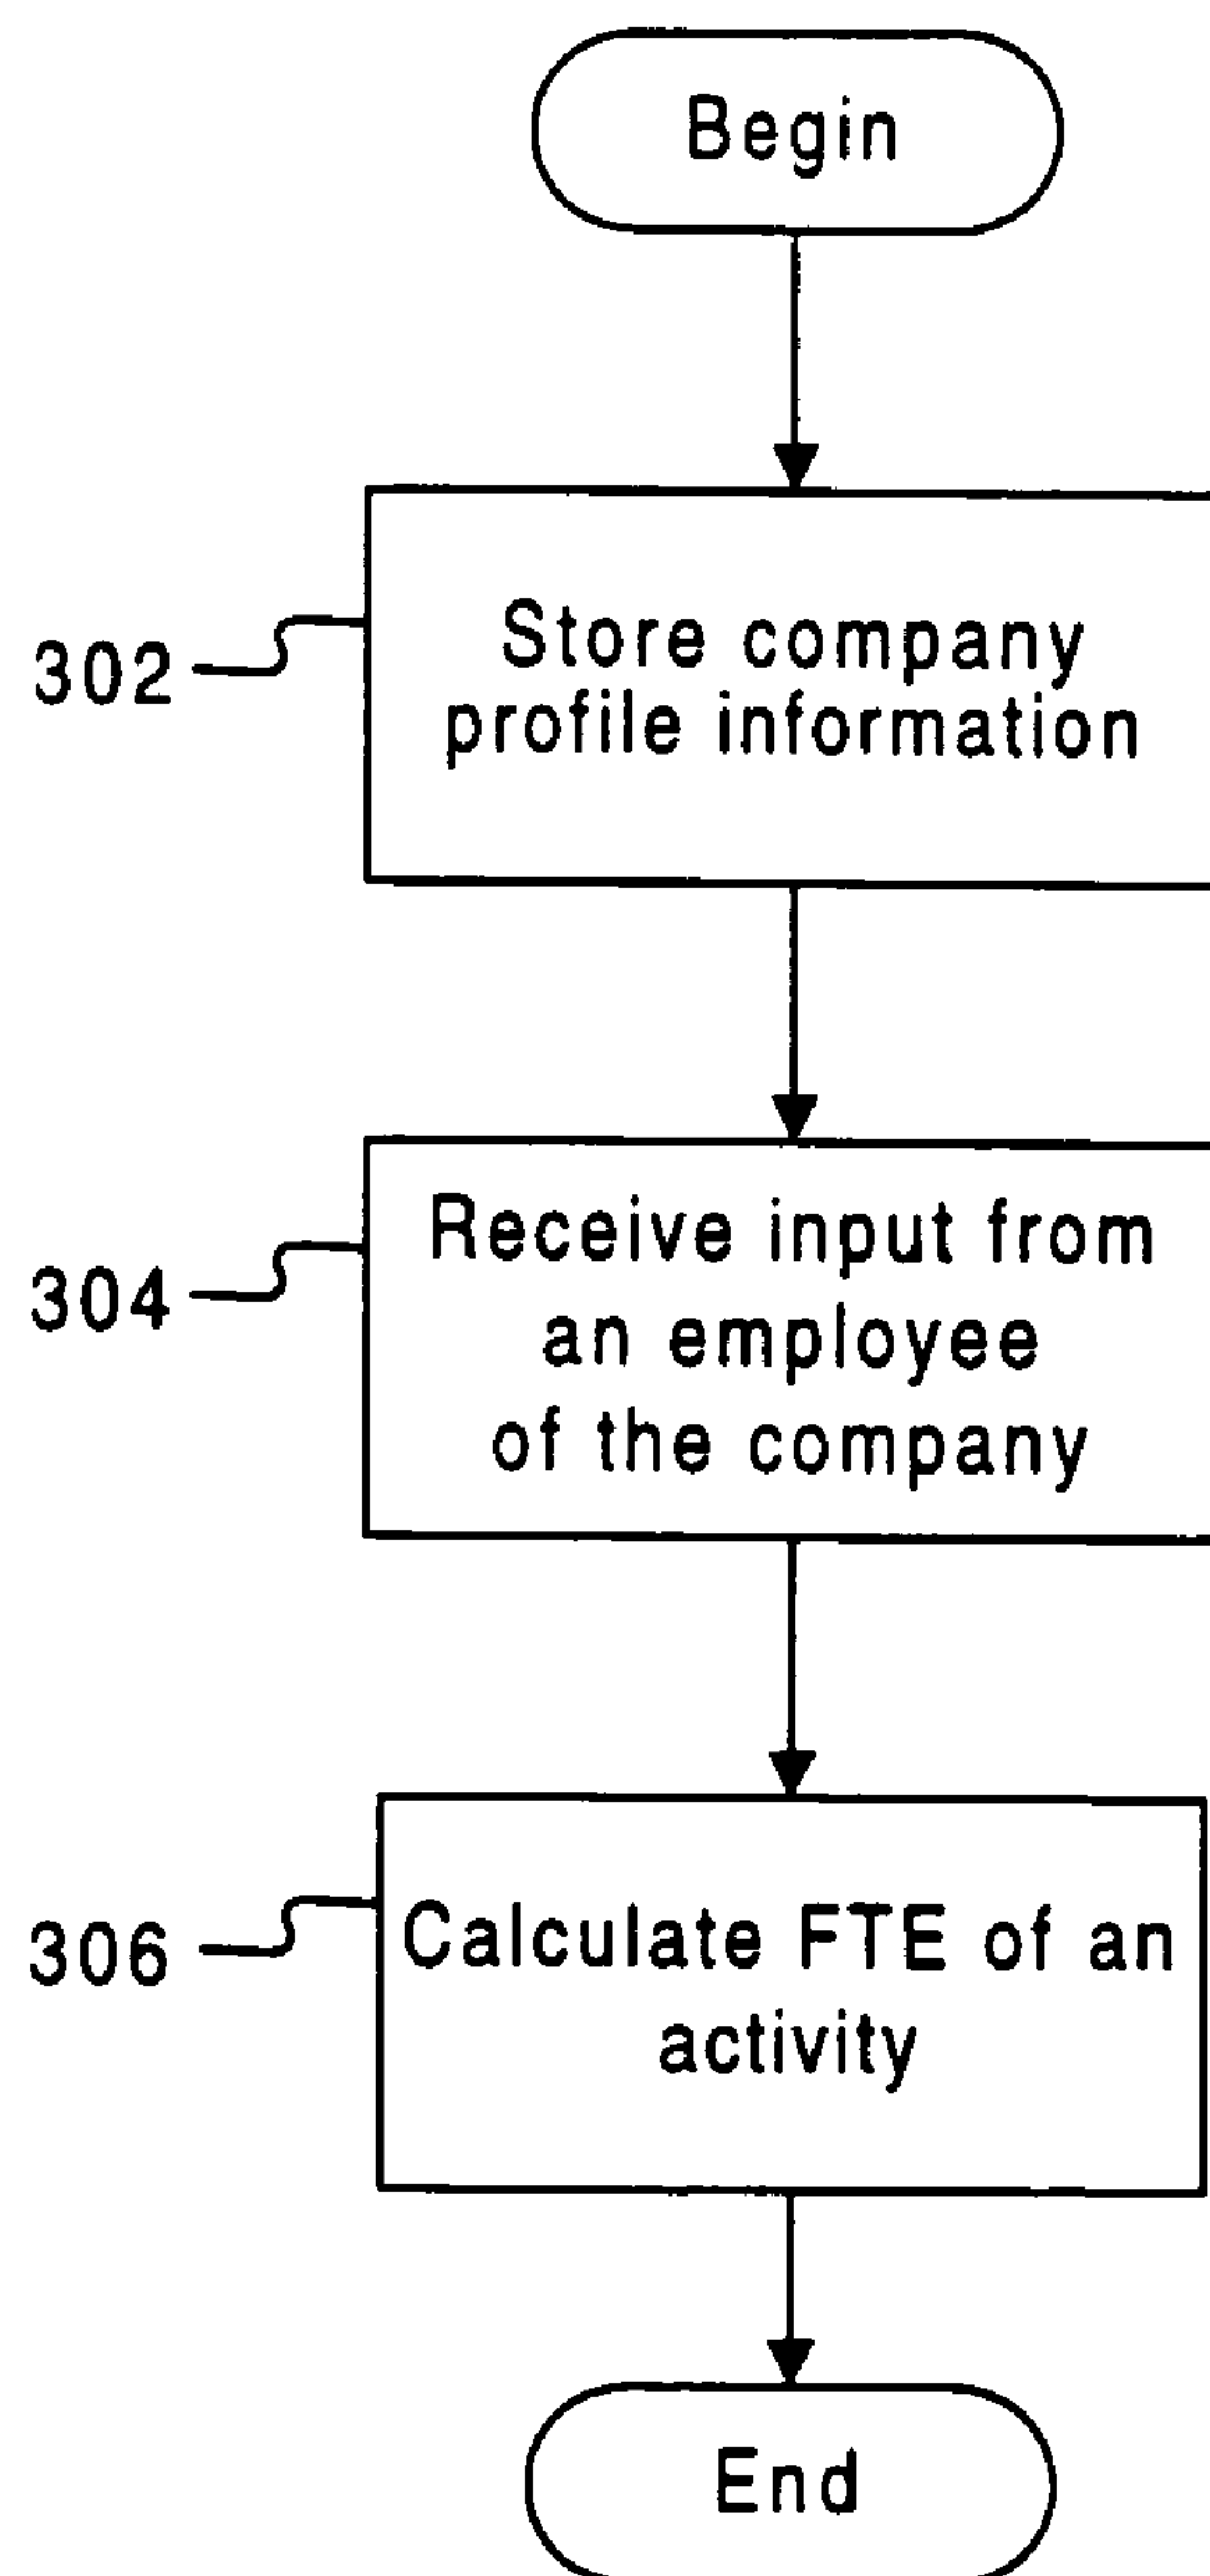 Begin
302
Store company
profile information
304
Receive input from
an employee
of the company
306
Calculate FTE of an
activity
End